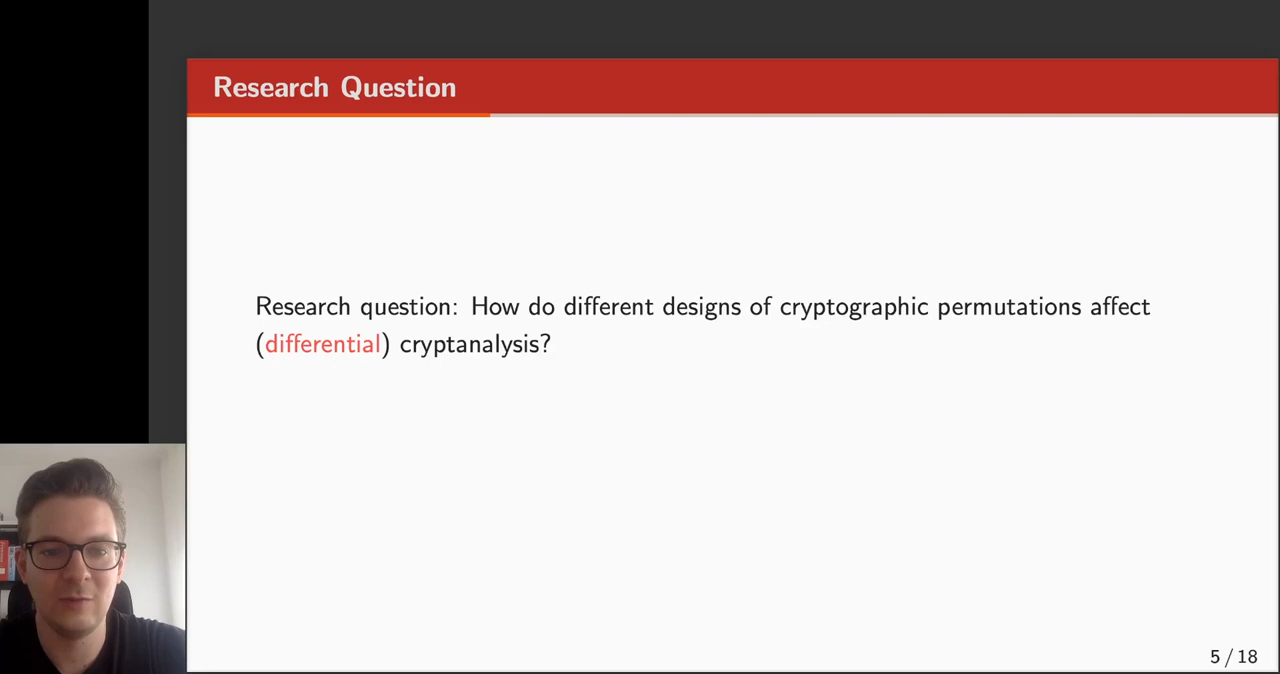 Research Question
Research question: How do different designs of cryptographic permutations affect
(differential) cryptanalysis?
5 / 18